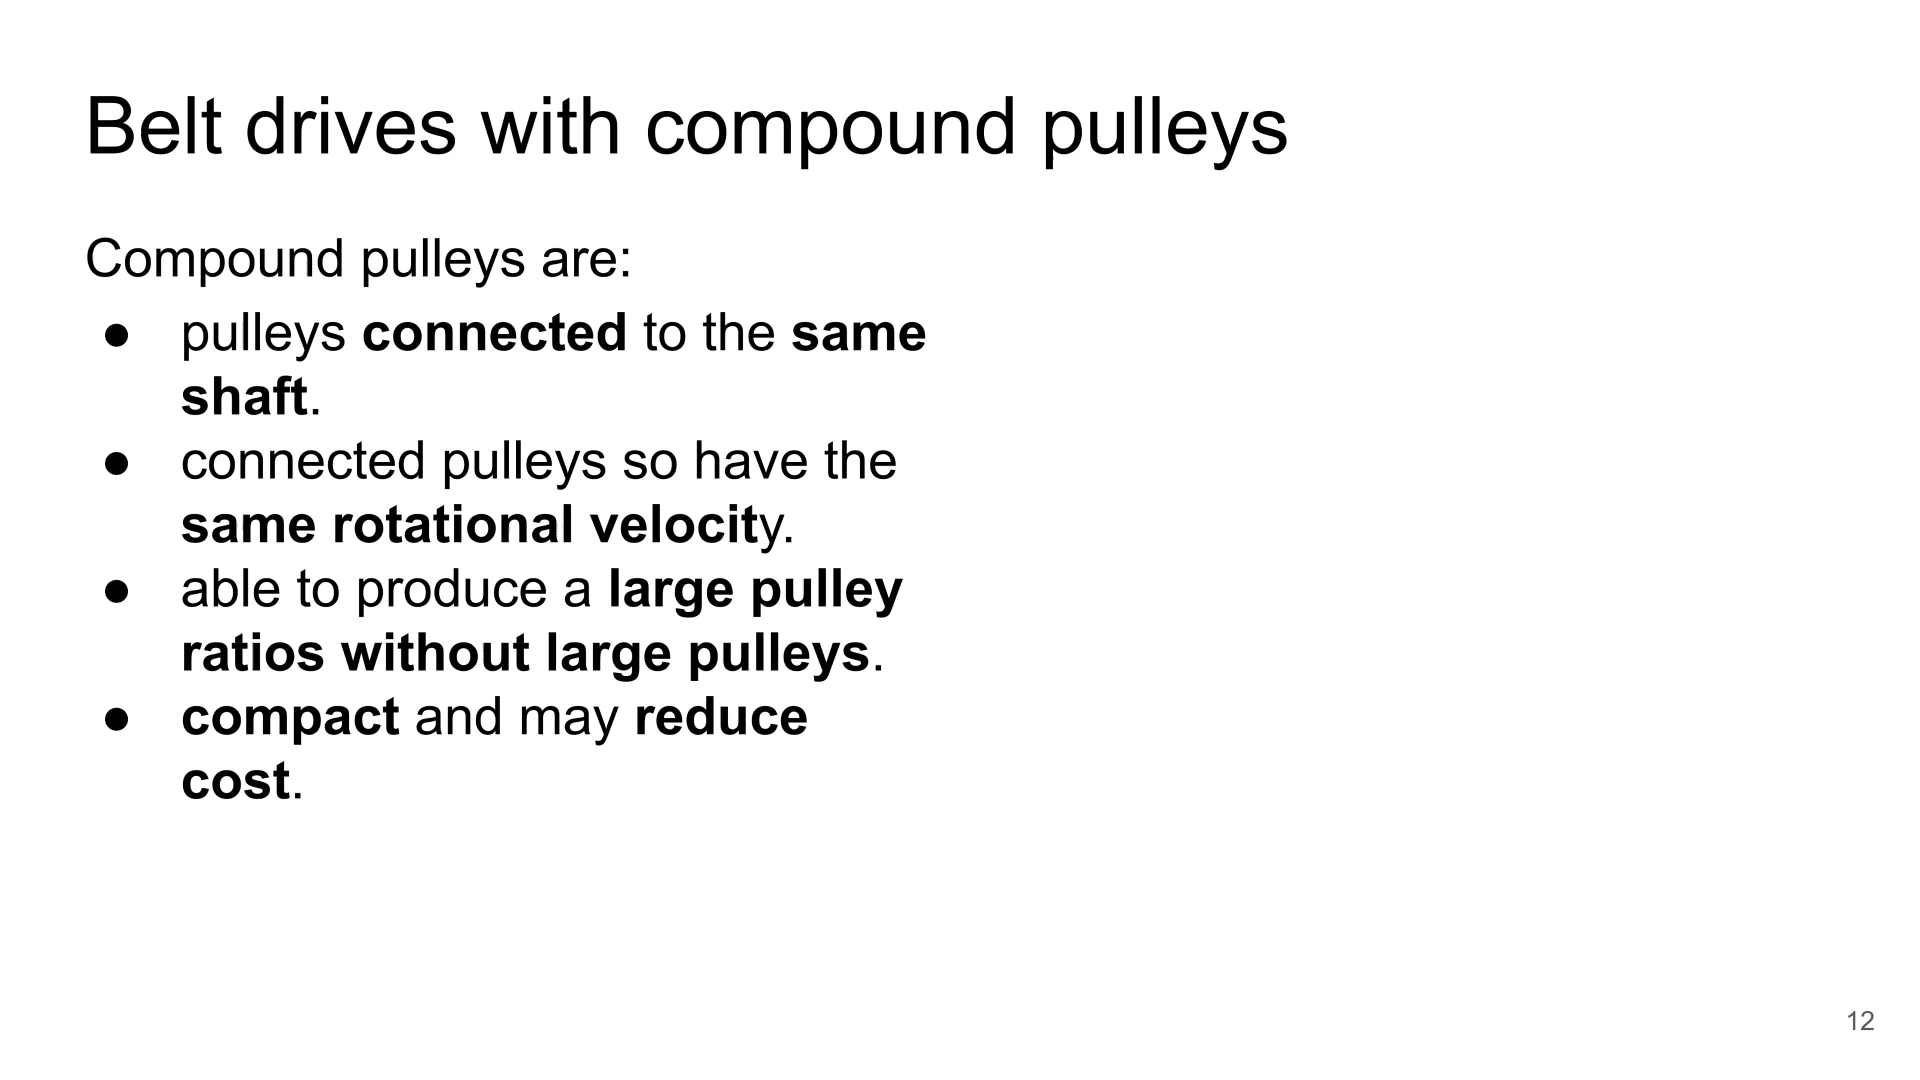 Belt drives with compound pulleys
Compound pulleys are:
● pulleys connected to the same
shaft.
● connected pulleys so have the
same rotational velocity.
● able to produce a large pulley
ratios without large pulleys.
● compact and may reduce
cost.
12